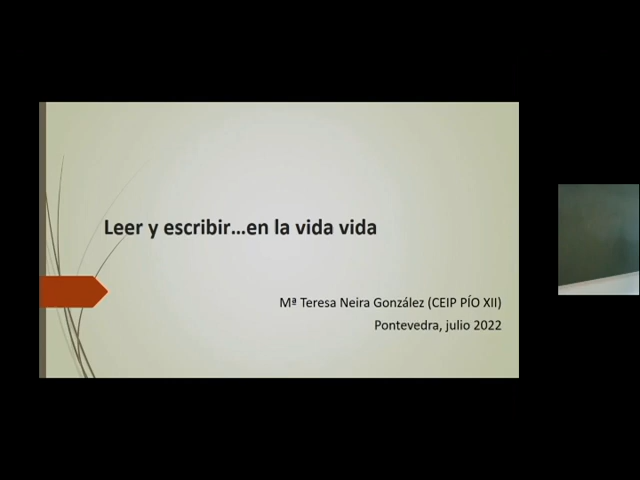 Leer y escribir...en la vida vida
Mª Teresa Neira González (CEIP PÍO XII)
Pontevedra, julio 2022